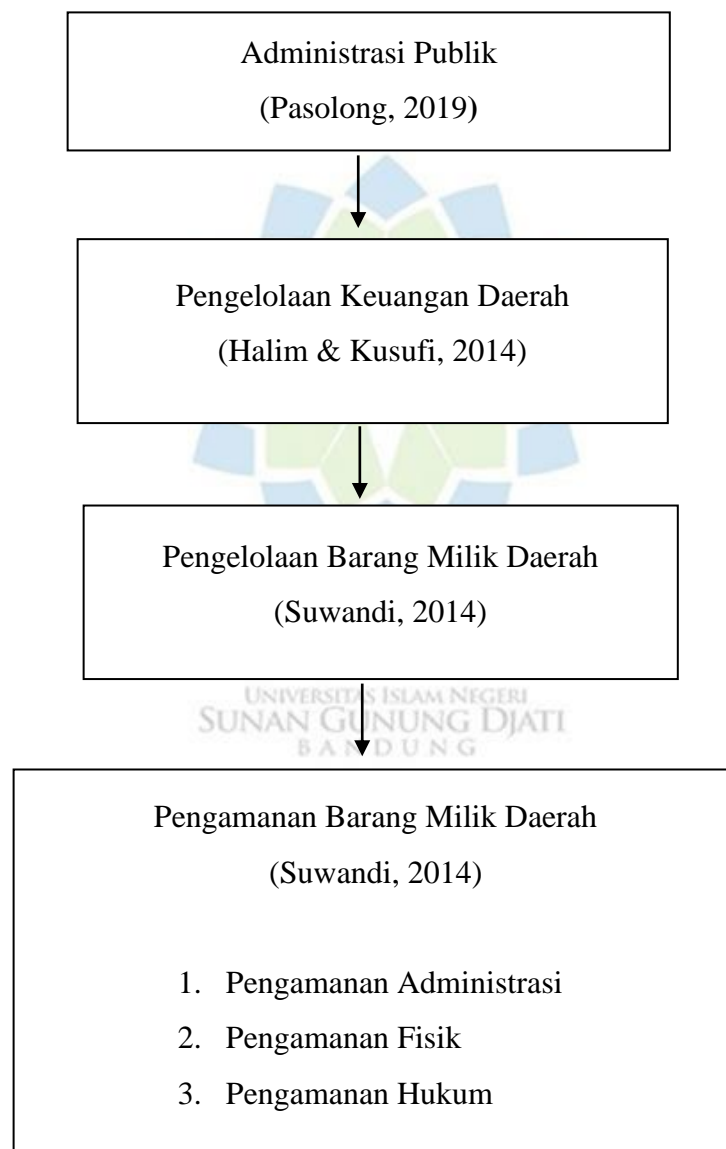 Administrasi Publik
(Pasolong, 2019)
Pengelolaan Keuangan Daerah
(Halim & Kusufi, 2014)
Pengelolaan Barang Milik Daerah
(Suwandi, 2014)
UNIVERSITAS ISLAM NEGERI
SUNAN GUNUNG DJATI
BANDUNG
Pengamanan Barang Milik Daerah
(Suwandi, 2014)
1. Pengamanan Administrasi
2. Pengamanan Fisik
3. Pengamanan Hukum